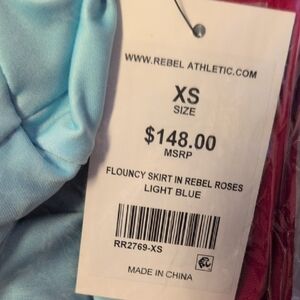 WWW.REBEL ATHLETIC.COM
XS
SIZE
$148.00
MSRP
FLOUNCY SKIRT IN REBEL ROSES
LIGHT BLUE
RR2769-XS
MADE IN CHINA